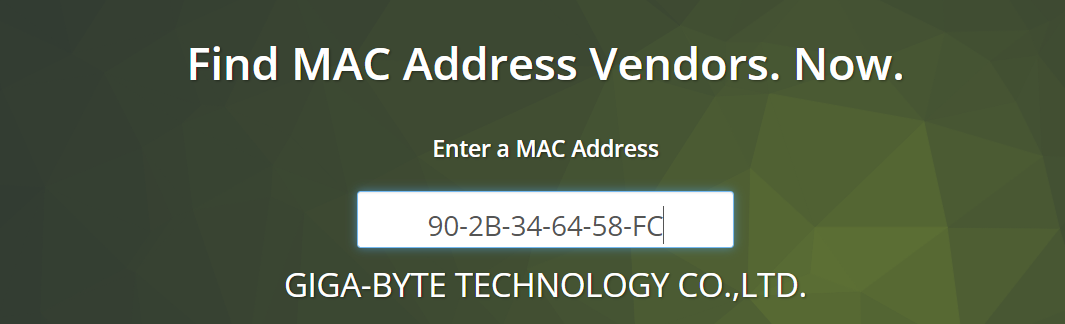 Find MAC Address Vendors. Now.
Enter a MAC Address
90-2B-34-64-58-FC
GIGA-BYTE TECHNOLOGY CO.,LTD.